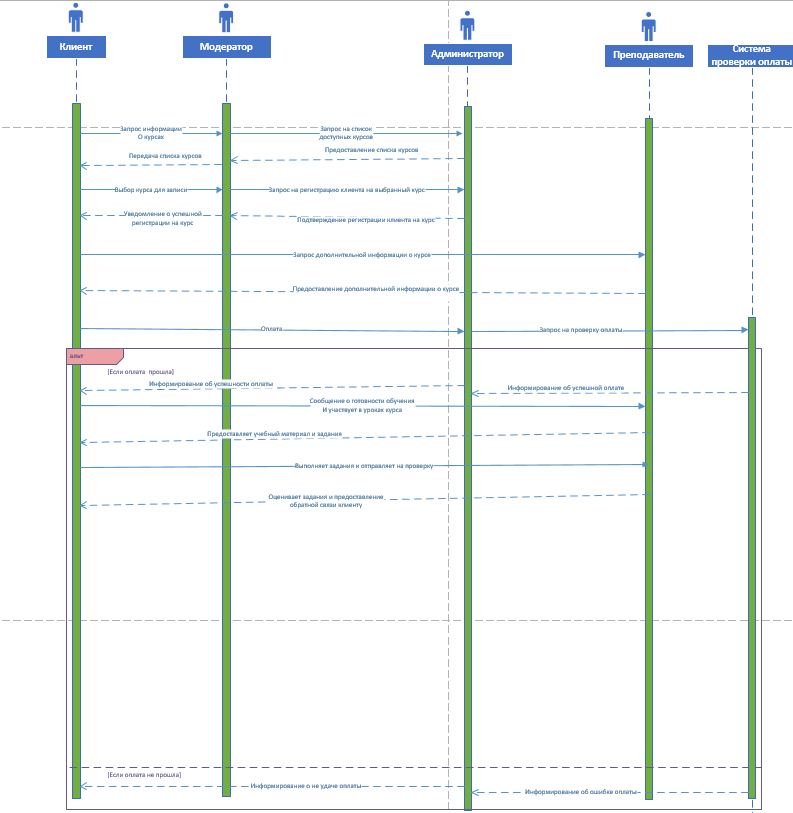 Клиент
Модератор
Администратор
Преподаватель
Система
проверки оплаты
Запрос информации
О курсах
Запрос на список
доступных курсов
Предоставление списка курсов
Передача списка курсов
Выбор курса для записи
Запрос на регистрацию клиента на выбранный курс
Уведомление о успешной
регистрации на курс
Подтверждение регистрации клиента на курс
Запрос дополнительной информации о курсе
Предоставление дополнительной информации о курсе
Оплата
Запрос на проверку оплаты
альт
[Если оплата прошла]
Информирование об успешности оплаты
Информирование об успешной оплате
Сообщение о готовности обучения
И участвует в уроках курса
Предоставляет учебный материал и задания
Выполняет задания и отправляет на проверку
Оценивает задания и предоставление
обратной связи клиенту
[Если оплата не прошла]
Информирование о не удаче оплаты
Информирование об ошибке оплаты